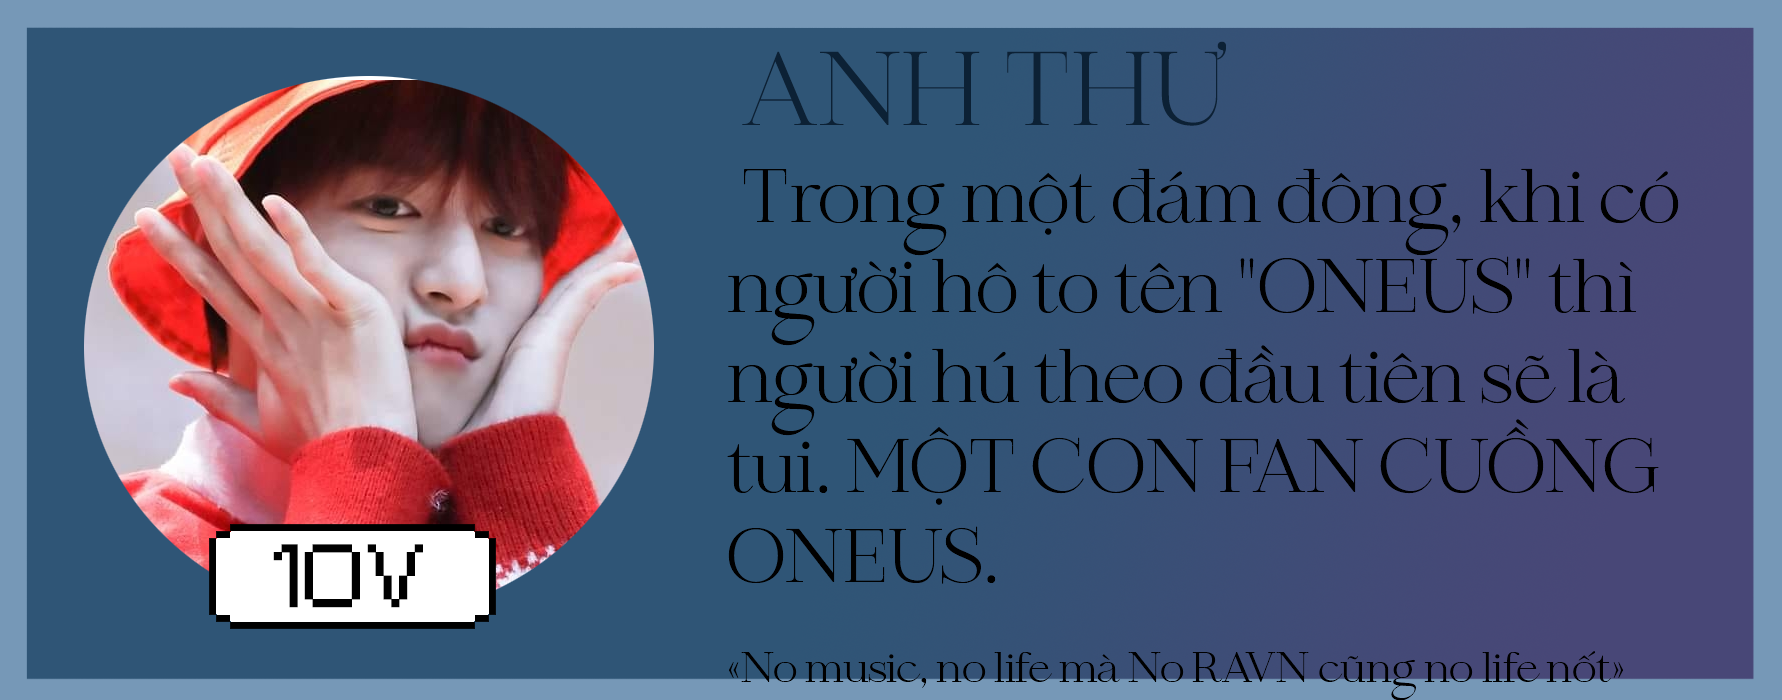 ANH THƯ
Trong một đám đông, khi có
người hô to tên "ONEUS" thì
người hú theo đầu tiên sẽ là
tui. MỘT CON FAN CUỒNG
ONEUS.
10V
«No music, no life mà No RAVN cũng no life nốt»